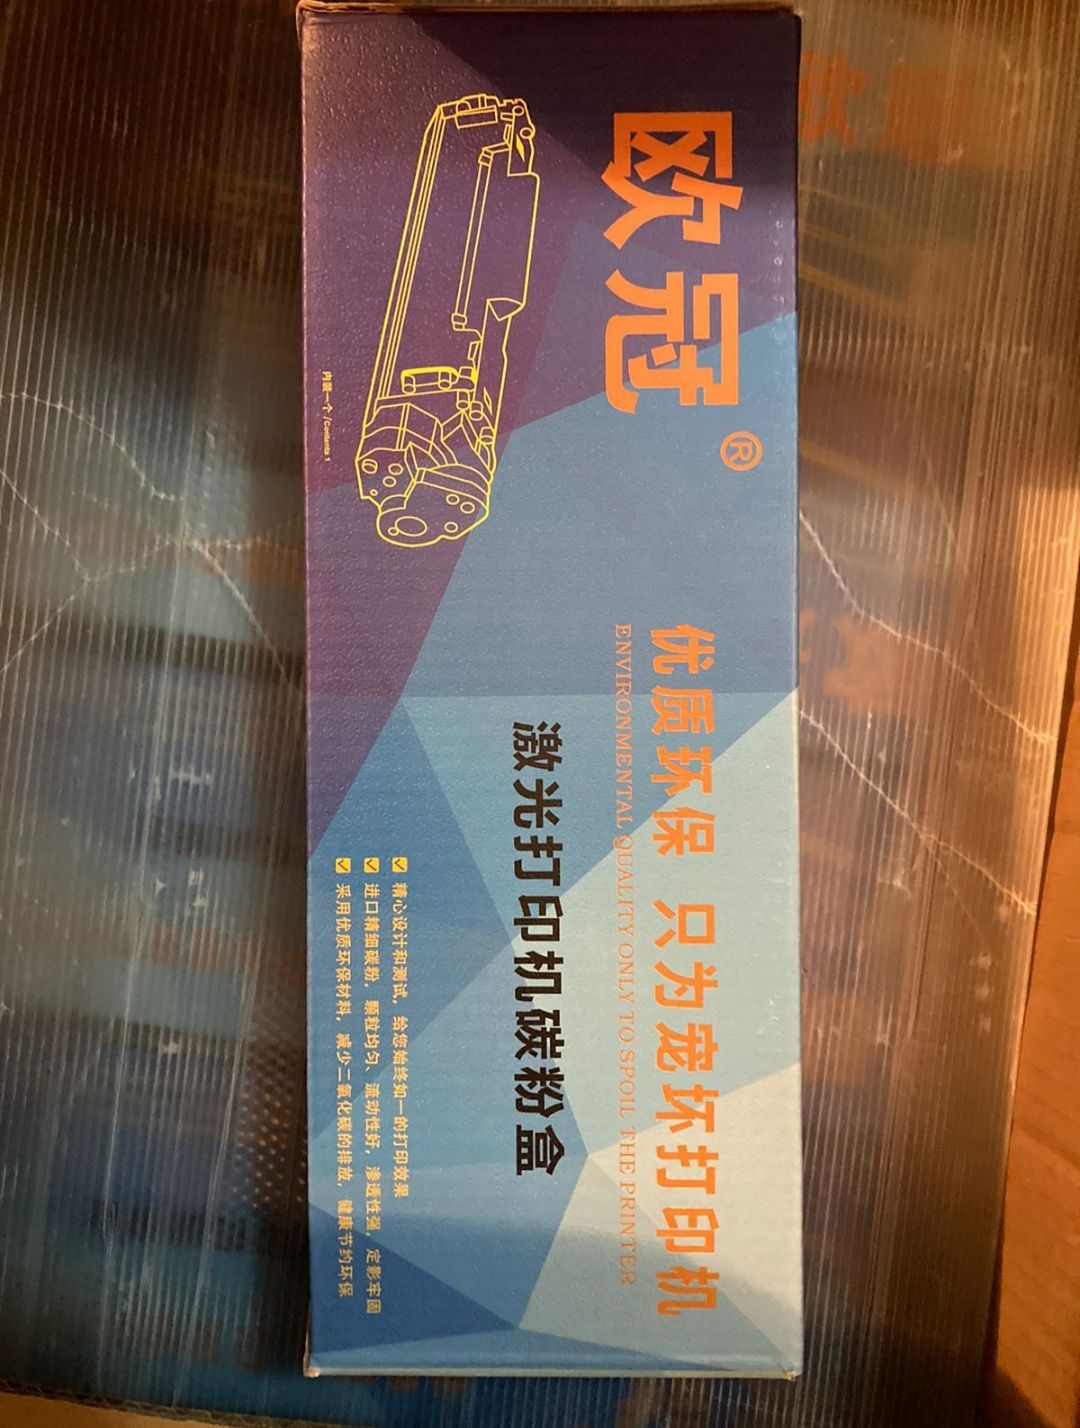 欧冠®
优质环保 只为宠坏打印机
ENVIRONMENTAL QUALITY ONLY TO SPOIL THE PRINTER
激光打印机碳粉盒
精心设计和测试，给您始终如一的打印效果
进口精细碳粉，颗粒均匀、流动性好，渗透性强，定影牢固
采用优质环保材料，减少二氧化碳的排放，健康节约环保
内装一个/Contents 1